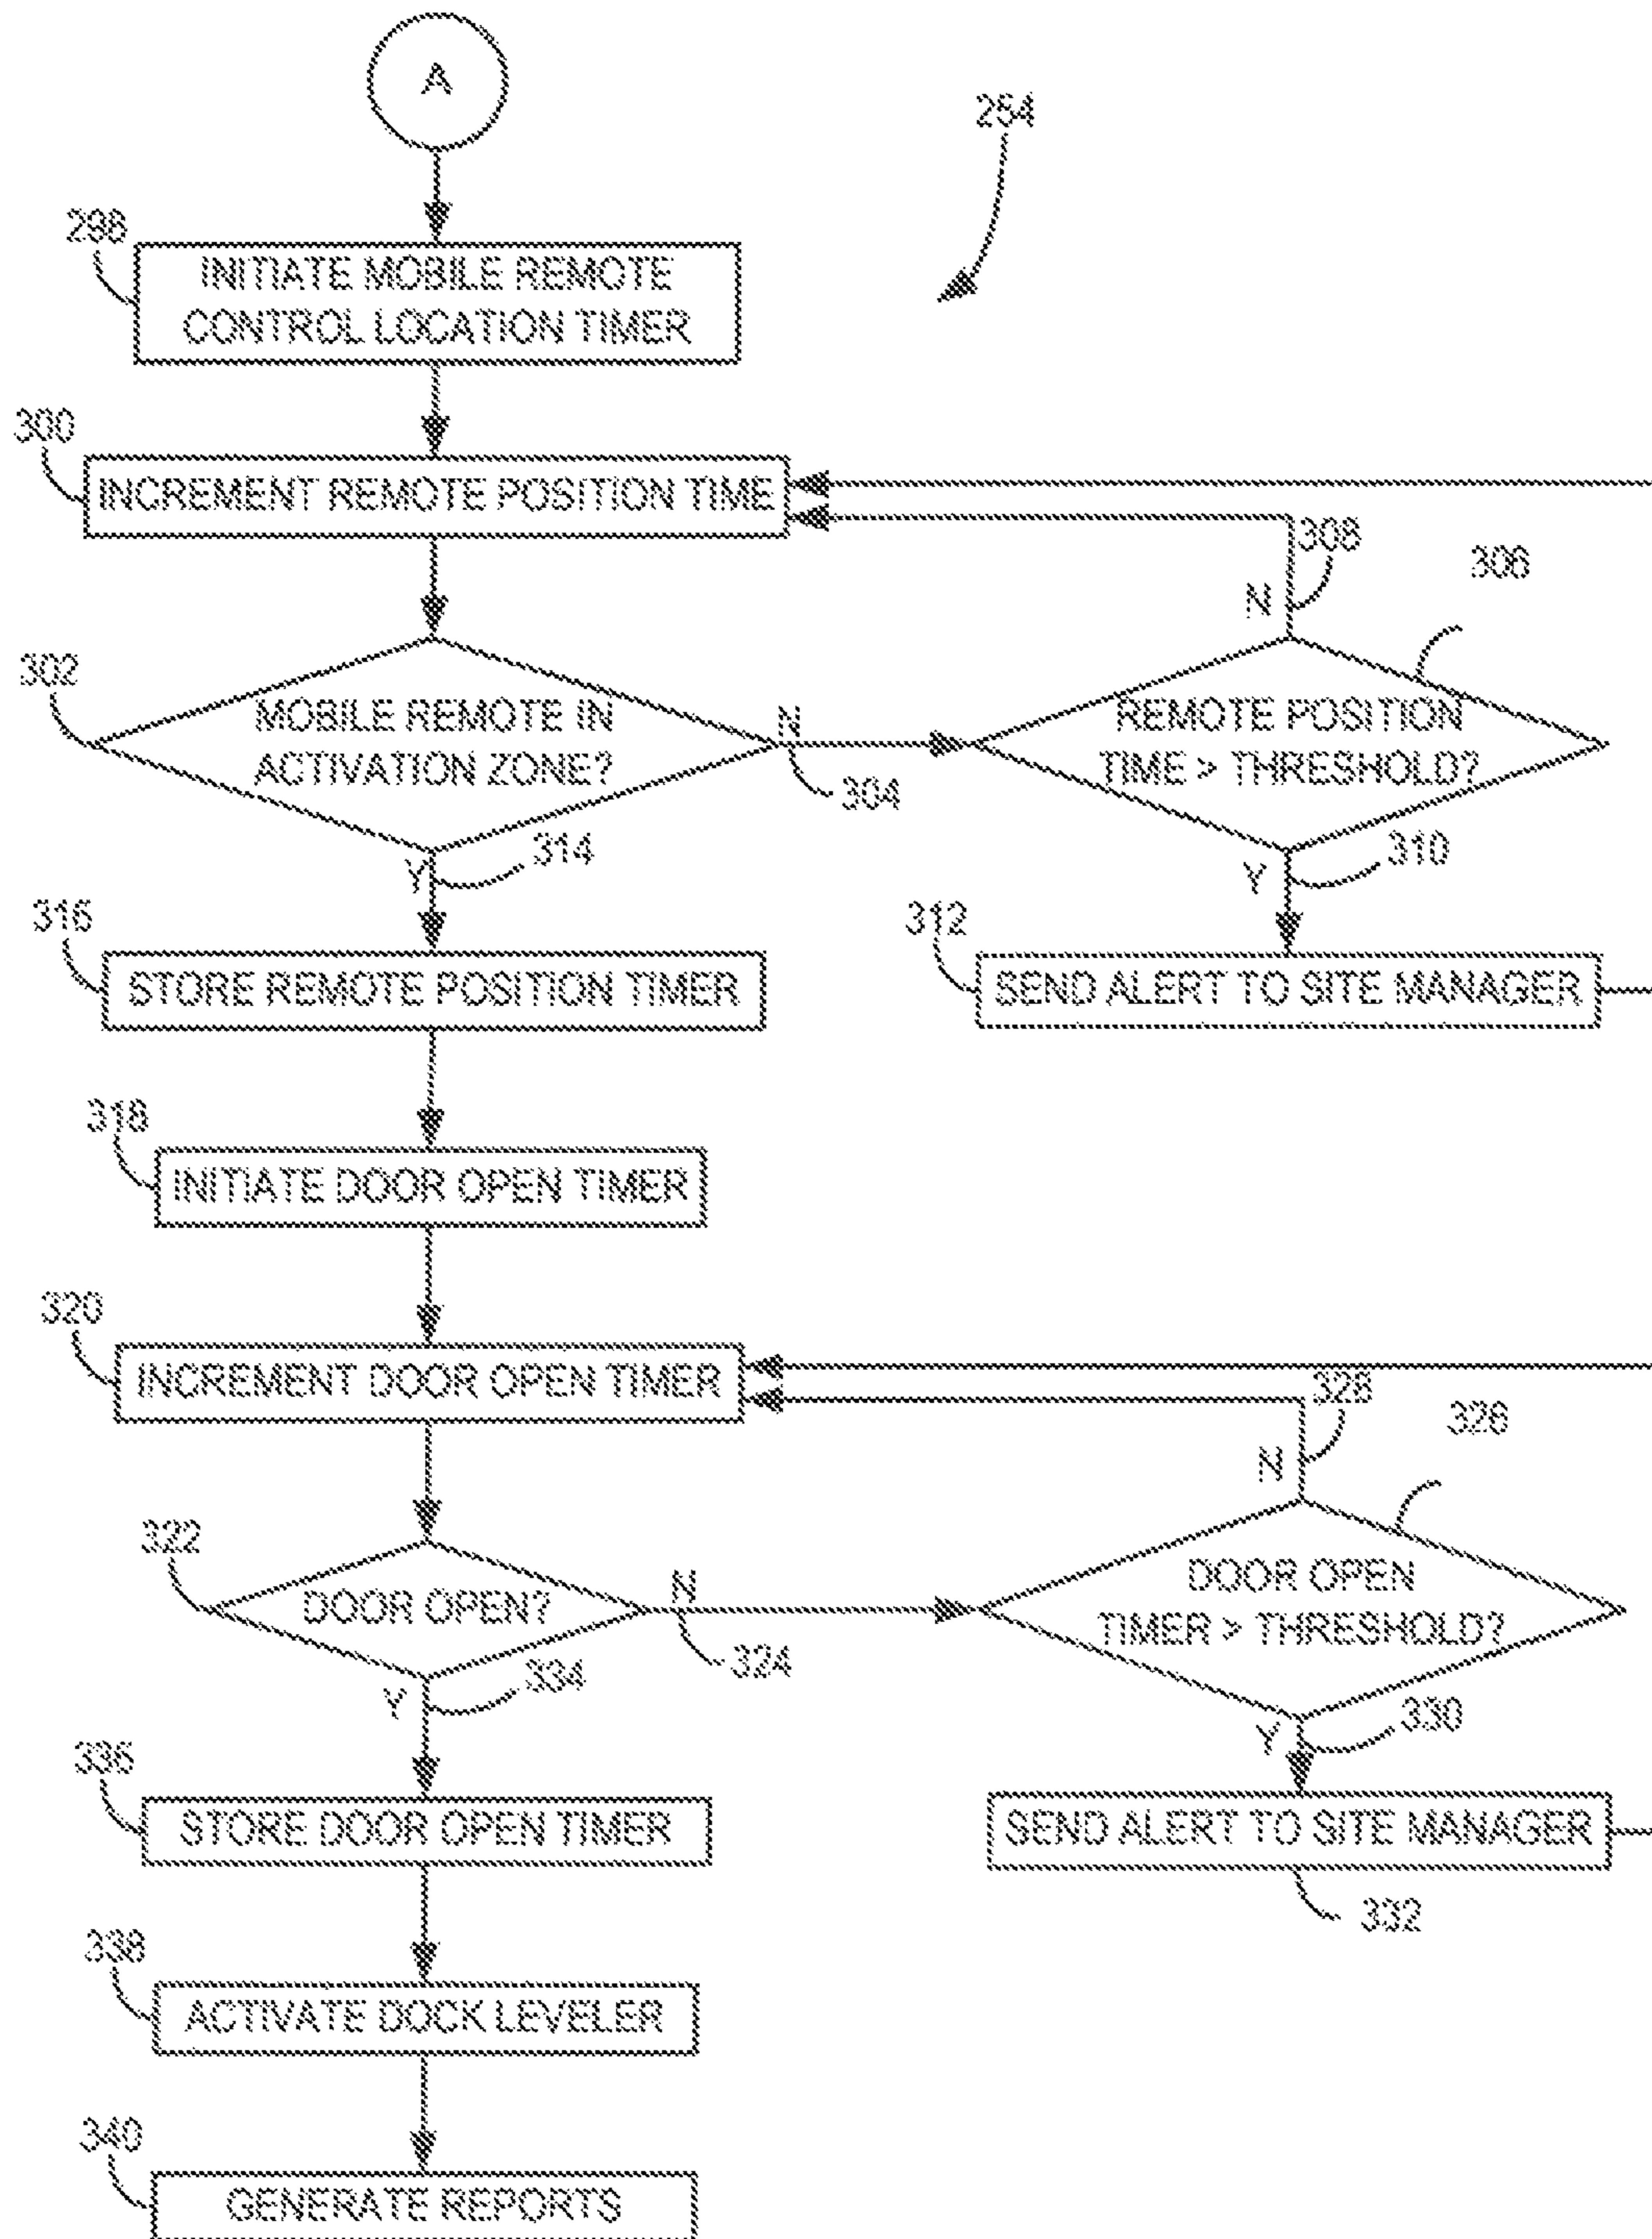 A
254
298
INITIATE MOBILE REMOTE
CONTROL LOCATION TIMER
300
INCREMENT REMOTE POSITION TIME
308
306
N
302
MOBILE REMOTE IN
ACTIVATION ZONE?
N
304
REMOTE POSITION
TIME > THRESHOLD?
Y
314
Y
310
316
STORE REMOTE POSITION TIMER
312
SEND ALERT TO SITE MANAGER
318
INITIATE DOOR OPEN TIMER
320
INCREMENT DOOR OPEN TIMER
328
326
N
322
DOOR OPEN?
N
324
DOOR OPEN
TIMER > THRESHOLD?
Y
334
Y
330
336
STORE DOOR OPEN TIMER
SEND ALERT TO SITE MANAGER
332
338
ACTIVATE DOCK LEVELER
340
GENERATE REPORTS